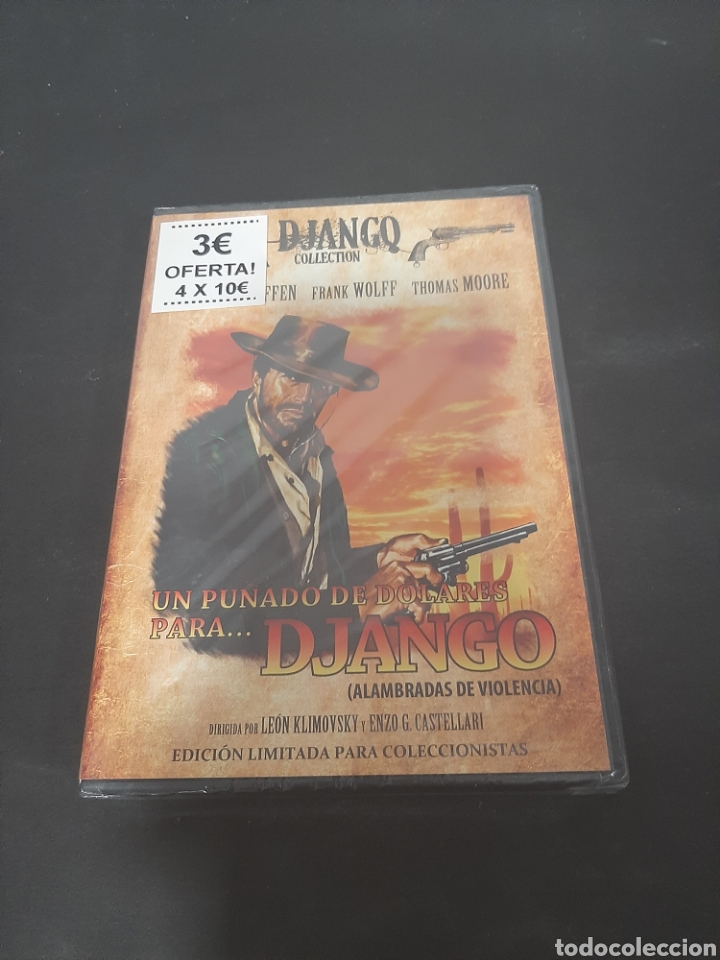 3€
OFERTA!
4 X 10€
DJANGO
COLLECTION
FFEN FRANK WOLFF THOMAS MOORE
UN PUÑADO DE DOLARES
PARA...
DJANGO
(ALAMBRADAS DE VIOLENCIA)
DIRIGIDA POR LEÓN KLIMOVSKY Y ENZO G. CASTELLARI
EDICIÓN LIMITADA PARA COLECCIONISTAS
todocoleccion